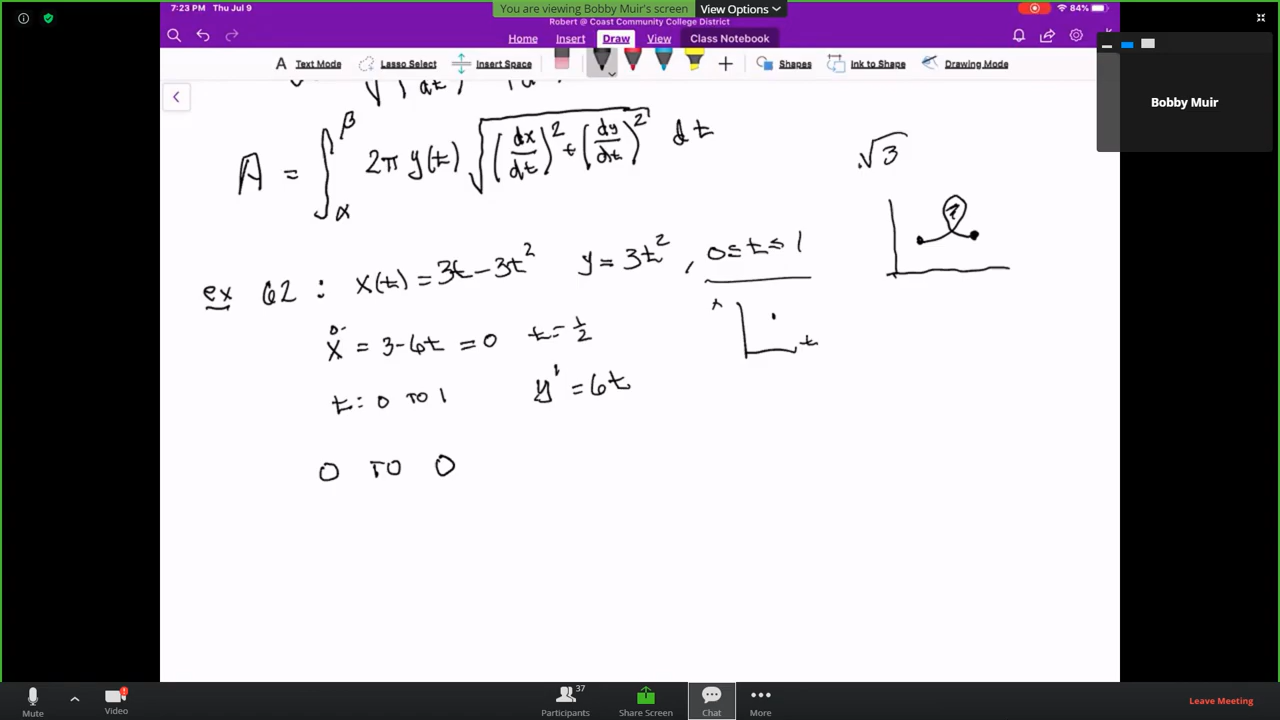 You are viewing Bobby Muir's screen
View Options
7:23 PM Thu Jul 9
84%
Robert @ Coast Community College District
Home Insert Draw View Class Notebook
Text Mode Lasso Select Insert Space Shapes Ink to Shape Drawing Mode
Bobby Muir
A = ∫_α^β 2π y(t) √((dx/dt)² + (dy/dt)²) dt
√3
ex 62 : x(t) = 3t - 3t² y = 3t² , 0 ≤ t ≤ 1
x
t
ẋ = 3 - 6t = 0 t = 1/2
t = 0 TO 1 y' = 6t
0 TO 0
Mute
Video
37
Participants
Share Screen
Chat
More
Leave Meeting